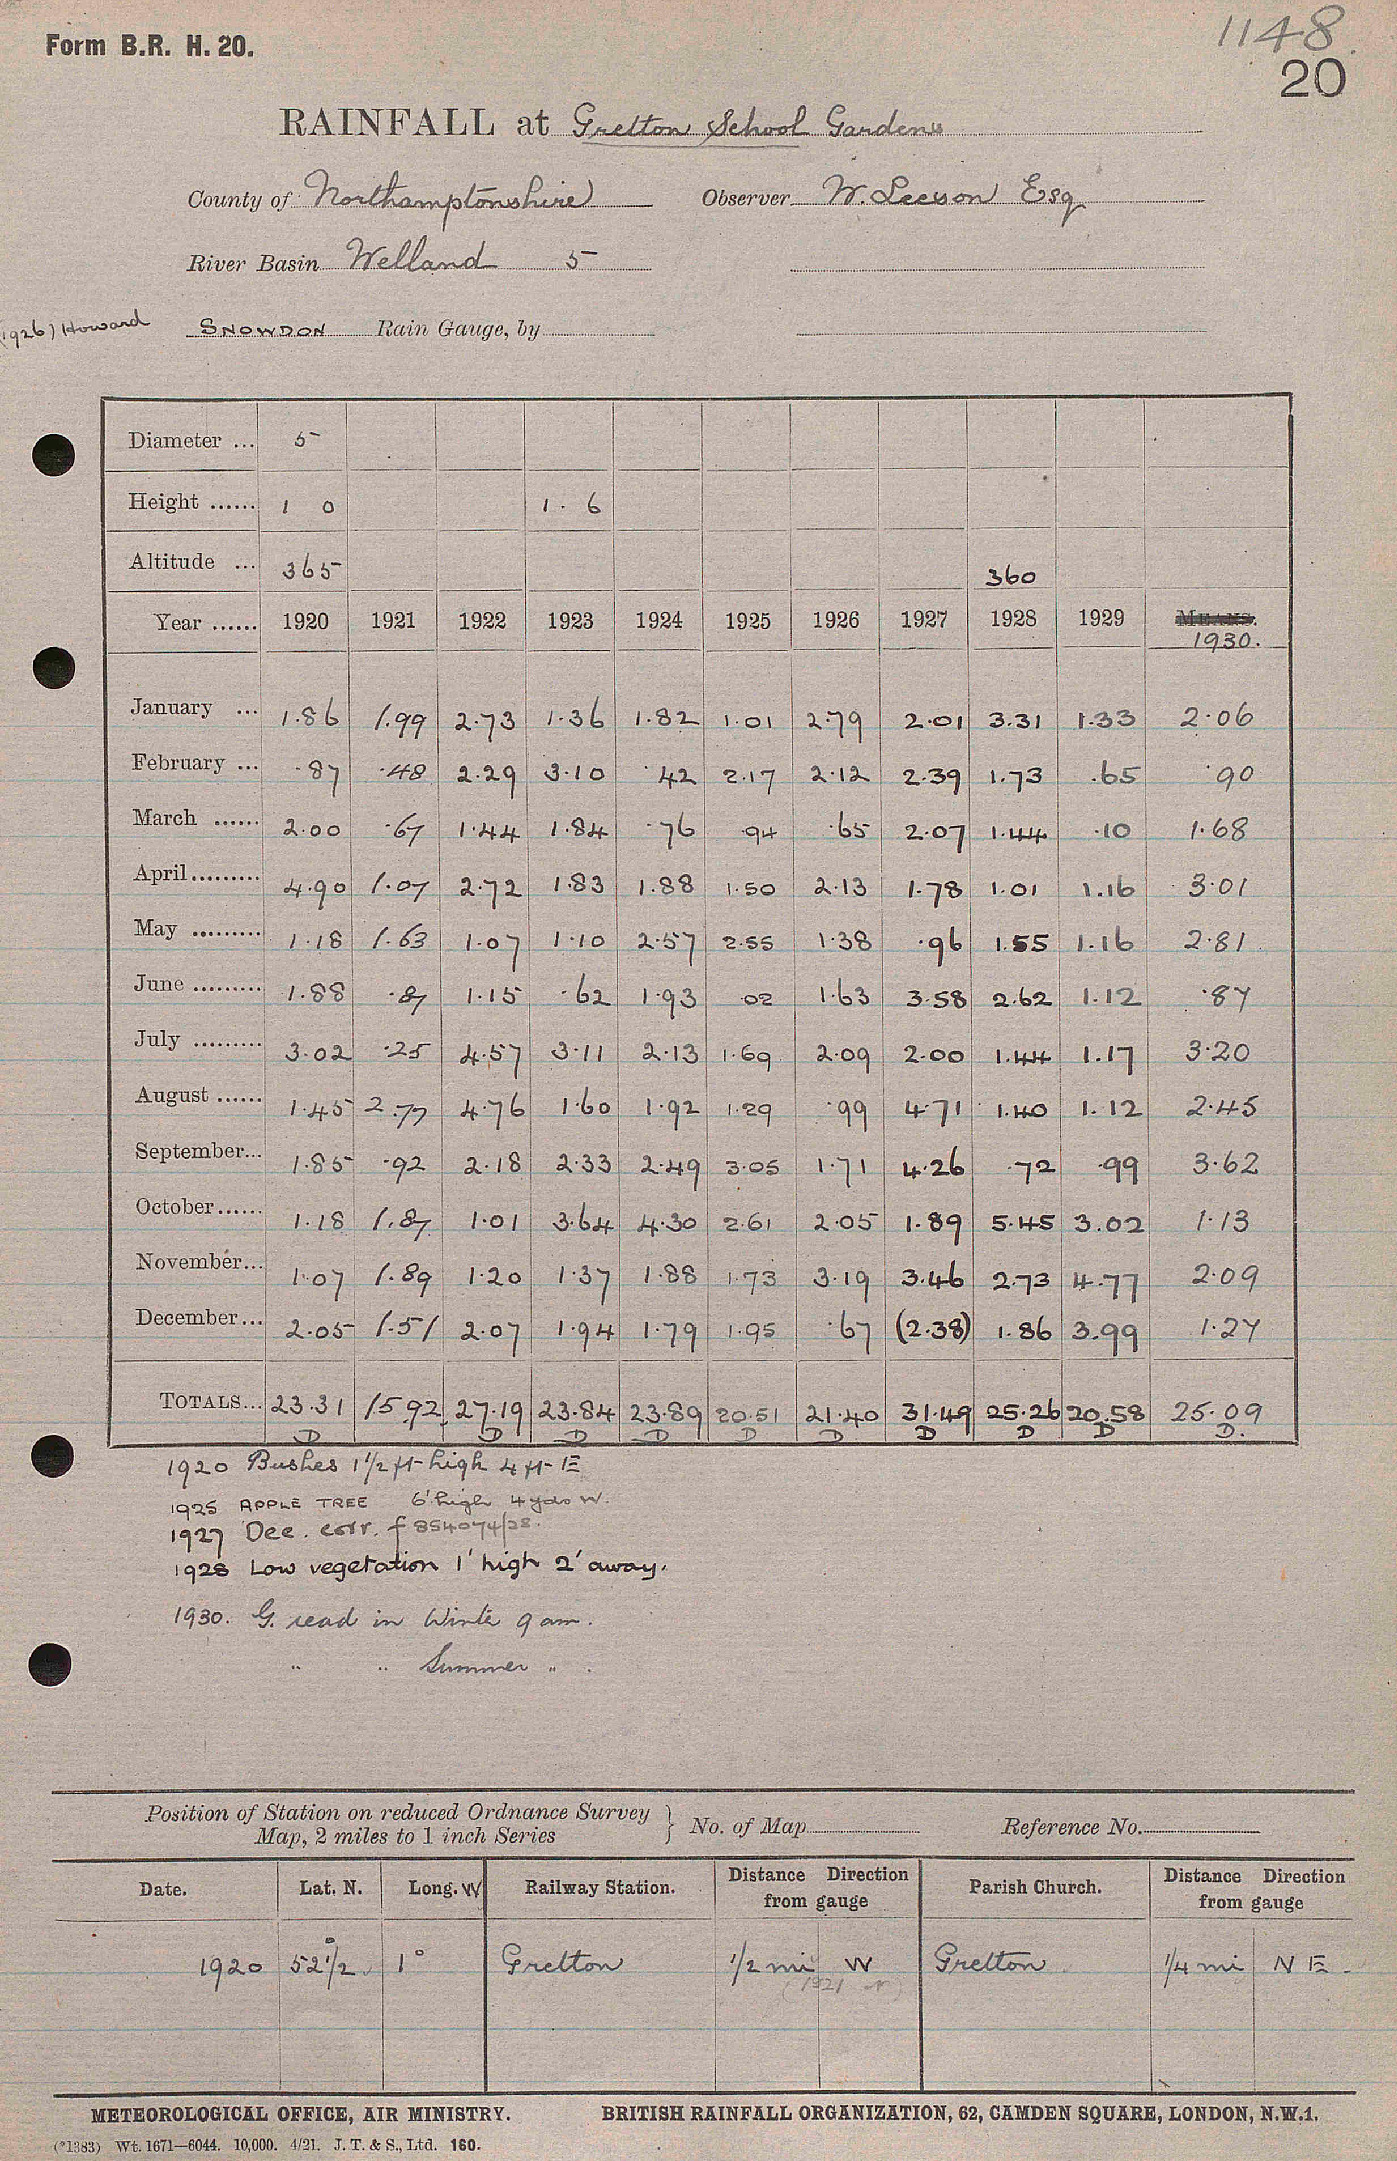 Form B.R. H. 20.
1148.
20
RAINFALL at Gretton School Gardens
County of Northamptonshire Observer W. Leeson Esq
River Basin Welland 5
(1926) Howard SNOWDON Rain Gauge, by
Diameter ... 5
Height ...... 1 0 1. 6
Altitude ... 365 360
Year ...... 1920 1921 1922 1923 1924 1925 1926 1927 1928 1929 MEANS.
1930.
January ... 1.86 1.99 2.73 1.36 1.82 1.01 2.79 2.01 3.31 1.33 2.06
February ... .87 .48 2.29 3.10 .42 2.17 2.12 2.39 1.73 .65 .90
March ...... 2.00 .67 1.44 1.84 .76 .94 .65 2.07 1.44 .10 1.68
April ......... 4.90 1.07 2.72 1.83 1.88 1.50 2.13 1.78 1.01 1.16 3.01
May ......... 1.18 1.63 1.07 1.10 2.57 2.55 1.38 .96 1.55 1.16 2.81
June ......... 1.88 .87 1.15 .62 1.93 .02 1.63 3.58 2.62 1.12 .87
July ......... 3.02 .25 4.57 3.11 2.13 1.69 2.09 2.00 1.44 1.17 3.20
August ...... 1.45 2.77 4.76 1.60 1.92 1.29 .99 4.71 1.40 1.12 2.45
September... 1.85 .92 2.18 2.33 2.49 3.05 1.71 4.26 .72 .99 3.62
October...... 1.18 1.87 1.01 3.64 4.30 2.61 2.05 1.89 5.45 3.02 1.13
November... 1.07 1.89 1.20 1.37 1.88 1.73 3.19 3.46 2.73 4.77 2.09
December... 2.05 1.51 2.07 1.94 1.79 1.95 .67 (2.38) 1.86 3.99 1.27
TOTALS... 23.31 15.92 27.19 23.84 23.89 20.51 21.40 31.49 25.26 20.58 25.09
D D D D D D D D D D.
1920 Bushes 1 1/2 ft high 4 ft E
1925 APPLE TREE 6' high 4 yds W.
1927 Dec. corr. f 854074/28.
1928 Low vegetation 1' high 2' away.
1930. G. read in Winter 9 am.
" " Summer " .
Position of Station on reduced Ordnance Survey } No. of Map Reference No.
Map, 2 miles to 1 inch Series
Date. Lat. N. Long. W Railway Station. Distance Direction from gauge Parish Church. Distance Direction from gauge
1920 52 1/2° 1° Gretton 1/2 mi W Gretton 1/4 mi N E.
(1921
METEOROLOGICAL OFFICE, AIR MINISTRY. BRITISH RAINFALL ORGANIZATION, 62, CAMDEN SQUARE, LONDON, N.W.1.
(*1383) Wt. 1671—6044. 10,000. 4/21. J. T. & S., Ltd. 160.